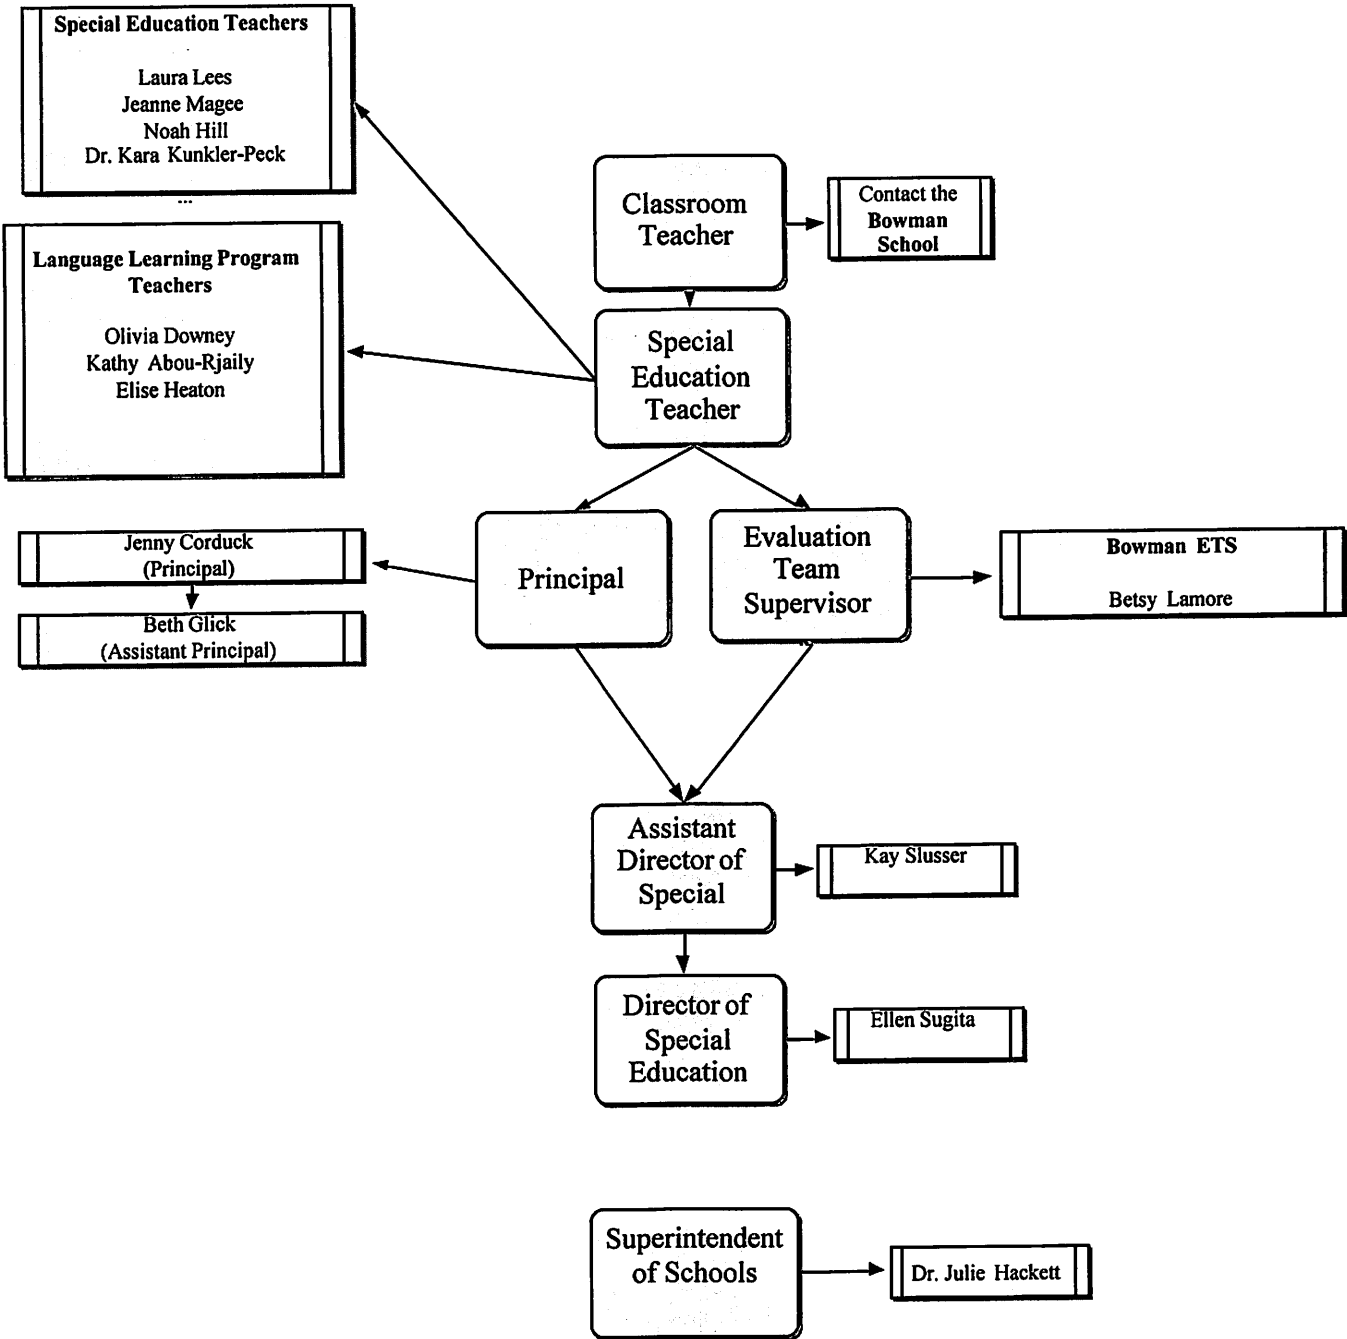 Special Education Teachers
Laura Lees
Jeanne Magee
Noah Hill
Dr. Kara Kunkler-Peck
...
Language Learning Program
Teachers
Olivia Downey
Kathy Abou-Rjaily
Elise Heaton
Classroom
Teacher
Contact the
Bowman
School
Special
Education
Teacher
Jenny Corduck
(Principal)
Beth Glick
(Assistant Principal)
Principal
Evaluation
Team
Supervisor
Bowman ETS
Betsy Lamore
Assistant
Director of
Special
Kay Slusser
Director of
Special
Education
Ellen Sugita
Superintendent
of Schools
Dr. Julie Hackett